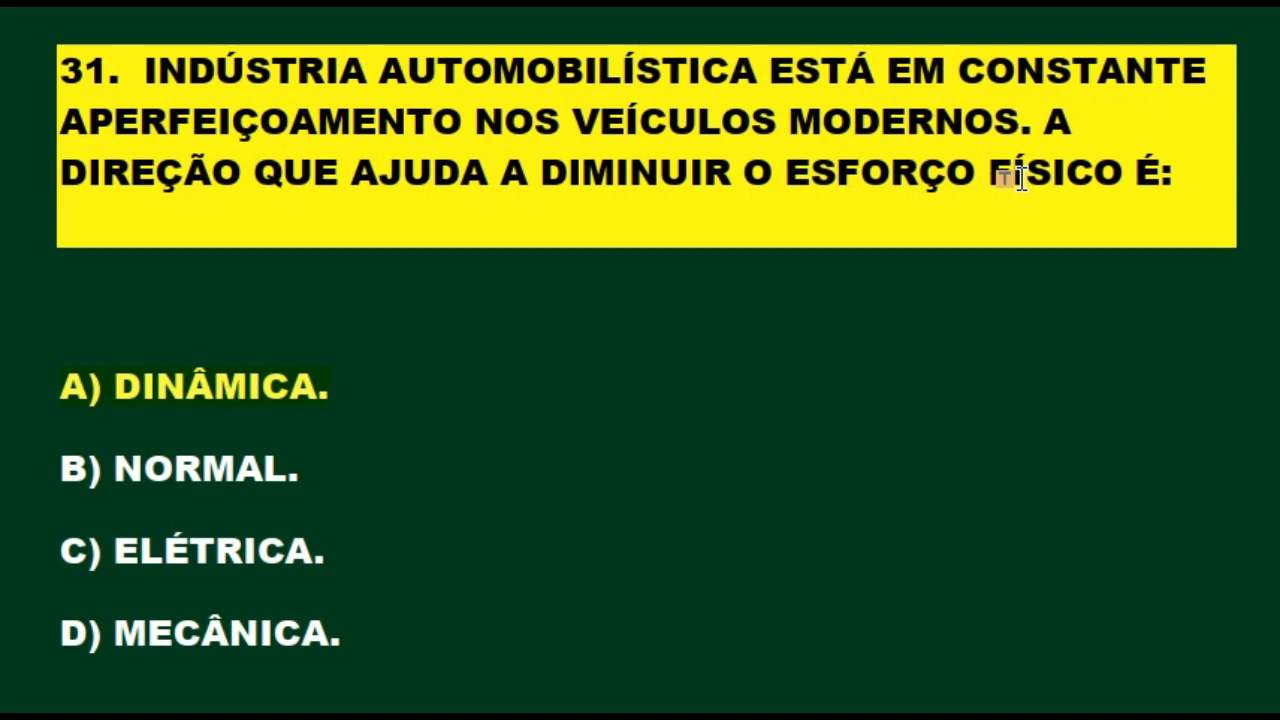 31. INDÚSTRIA AUTOMOBILÍSTICA ESTÁ EM CONSTANTE
APERFEIÇOAMENTO NOS VEÍCULOS MODERNOS. A
DIREÇÃO QUE AJUDA A DIMINUIR O ESFORÇO FÍSICO É:
A) DINÂMICA.
B) NORMAL.
C) ELÉTRICA.
D) MECÂNICA.